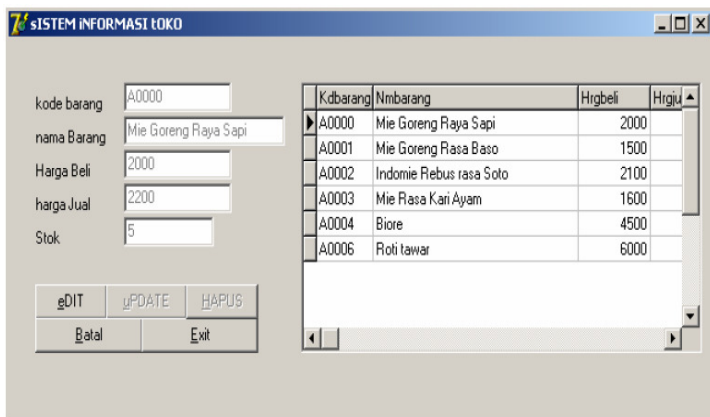 sISTEM iNFORMASI tOKO
kode barang A0000
nama Barang Mie Goreng Raya Sapi
Harga Beli 2000
harga Jual 2200
Stok 5
eDIT uPDATE HAPUS
Batal Exit
Kdbarang Nmbarang Hrgbeli Hrgju
A0000 Mie Goreng Raya Sapi 2000
A0001 Mie Goreng Rasa Baso 1500
A0002 Indomie Rebus rasa Soto 2100
A0003 Mie Rasa Kari Ayam 1600
A0004 Biore 4500
A0006 Roti tawar 6000